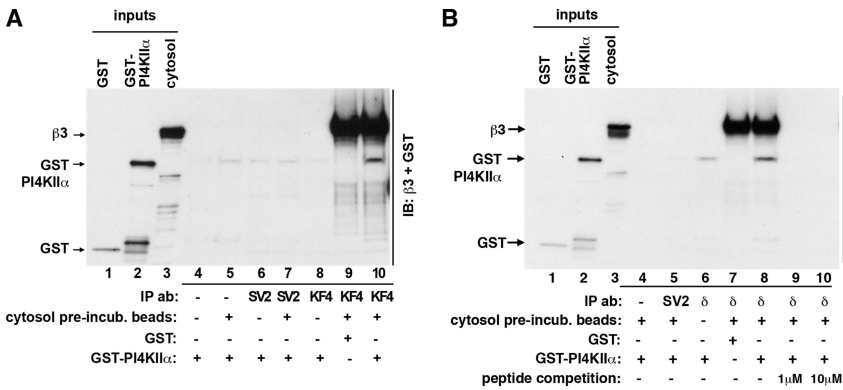 A
inputs
GST
GST-
PI4KIIα
cytosol
β3
GST
PI4KIIα
GST
IB: β3 + GST
1 2 3 4 5 6 7 8 9 10
IP ab: - - SV2 SV2 KF4 KF4 KF4
cytosol pre-incub. beads: - + - + - + +
GST: - - - - - + -
GST-PI4KIIα: + + + + + - +
B
inputs
GST
GST-
PI4KIIα
cytosol
β3
GST
PI4KIIα
GST
1 2 3 4 5 6 7 8 9 10
IP ab: - SV2 δ δ δ δ δ
cytosol pre-incub. beads: + + - + + + +
GST: - - - + - - -
GST-PI4KIIα: + + + - + + +
peptide competition: - - - - - 1μM 10μM